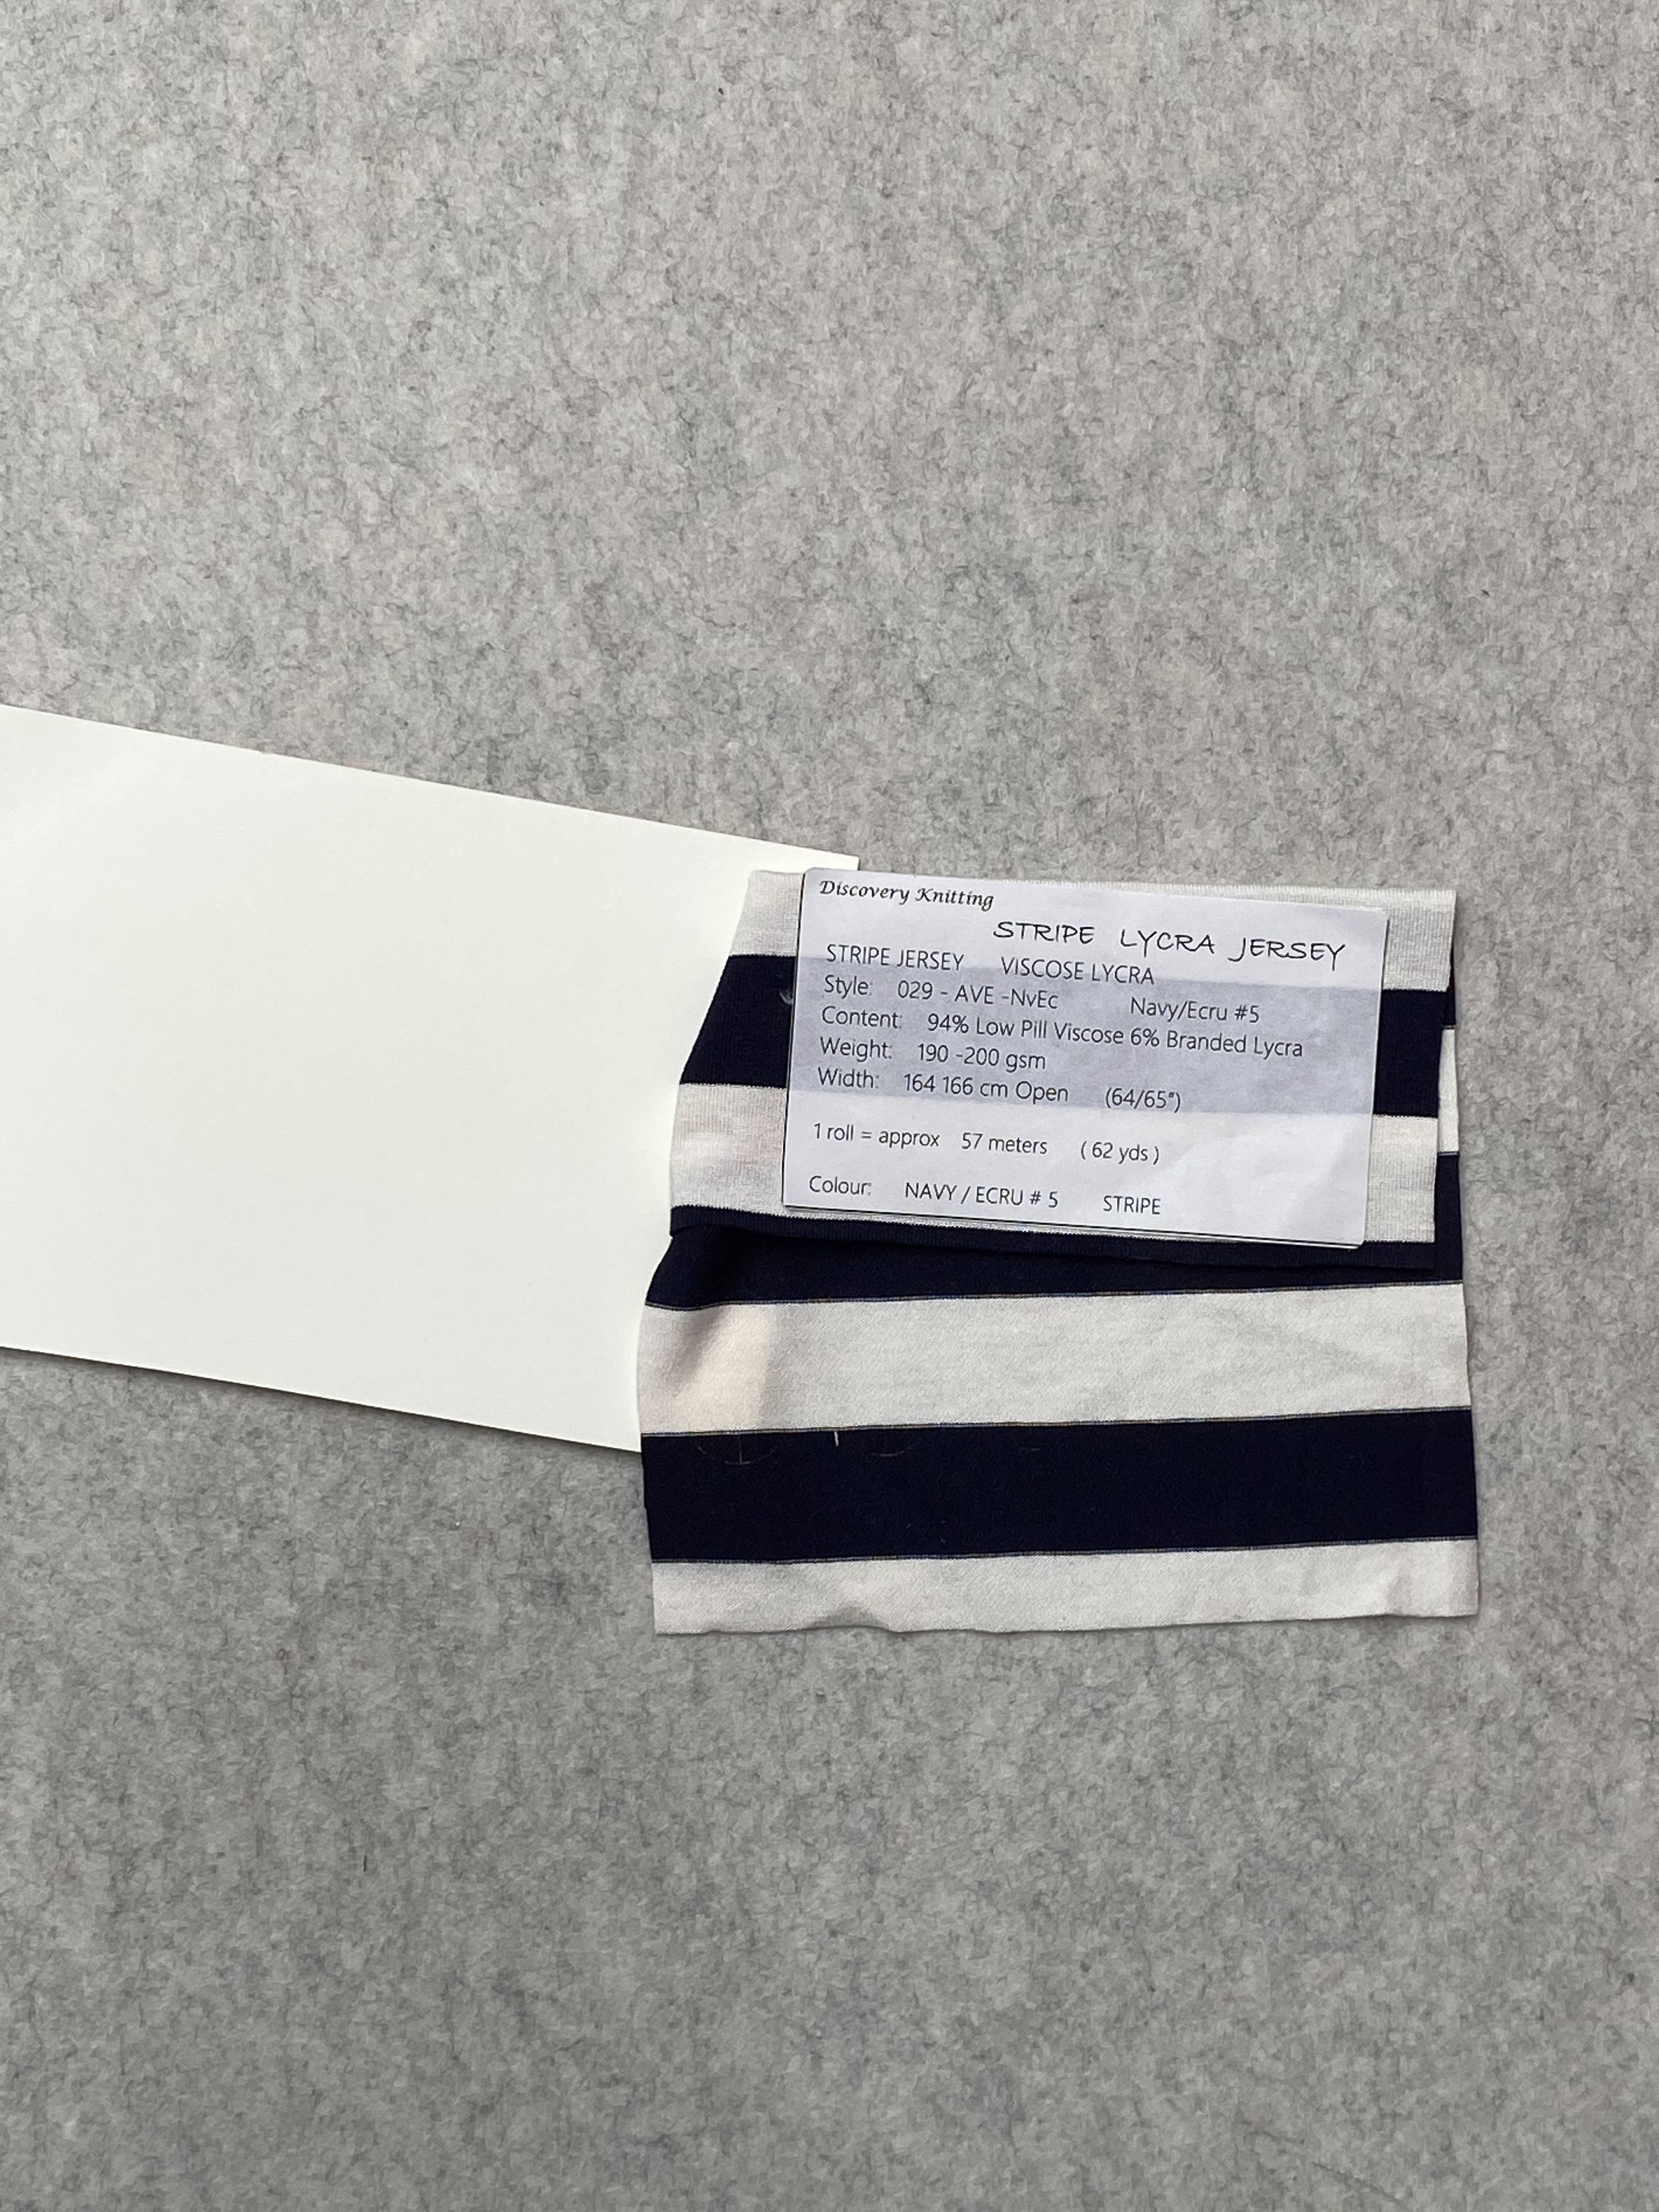 Discovery Knitting
STRIPE LYCRA JERSEY
STRIPE JERSEY VISCOSE LYCRA
Style: 029 - AVE -NvEc Navy/Ecru #5
Content: 94% Low Pill Viscose 6% Branded Lycra
Weight: 190 -200 gsm
Width: 164 166 cm Open (64/65")
1 roll = approx 57 meters ( 62 yds )
Colour: NAVY / ECRU # 5 STRIPE